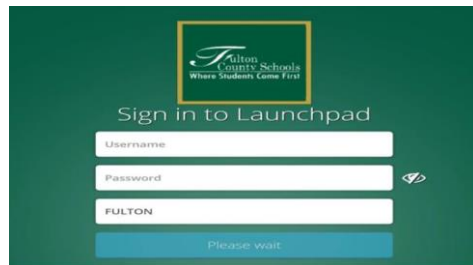 Fulton
County Schools
Where Students Come First
Sign in to Launchpad
Username
Password
FULTON
Please wait